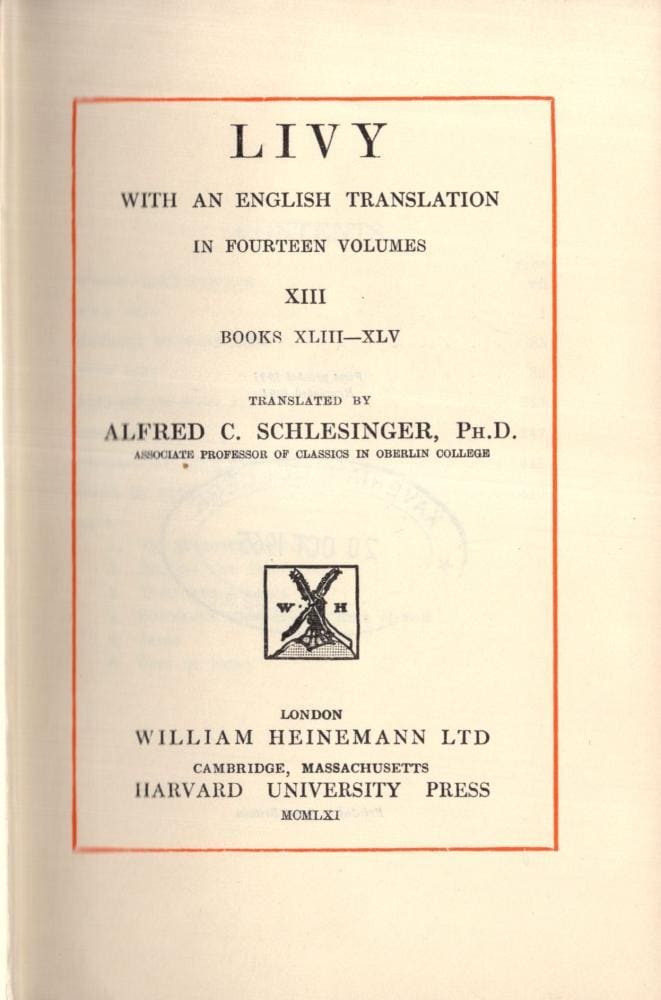 LIVY
WITH AN ENGLISH TRANSLATION
IN FOURTEEN VOLUMES
XIII
BOOKS XLIII—XLV
TRANSLATED BY
ALFRED C. SCHLESINGER, PH.D.
ASSOCIATE PROFESSOR OF CLASSICS IN OBERLIN COLLEGE
W H
LONDON
WILLIAM HEINEMANN LTD
CAMBRIDGE, MASSACHUSETTS
HARVARD UNIVERSITY PRESS
MCMLXI